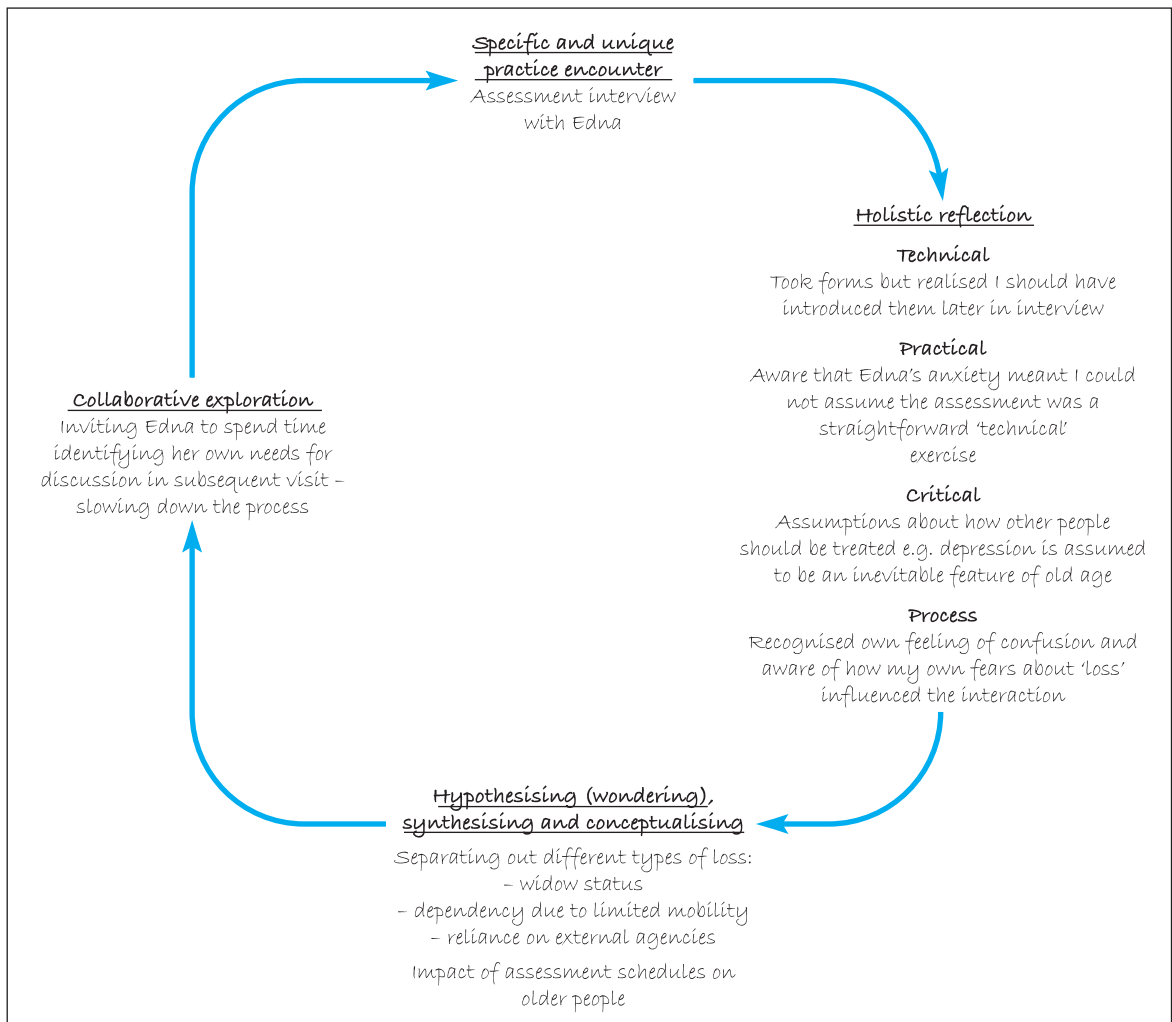 Specific and unique
practice encounter
Assessment interview
with Edna
Holistic reflection
Technical
Took forms but realised I should have
introduced them later in interview
Practical
Aware that Edna's anxiety meant I could
not assume the assessment was a
straightforward 'technical'
exercise
Critical
Assumptions about how other people
should be treated e.g. depression is assumed
to be an inevitable feature of old age
Process
Recognised own feeling of confusion and
aware of how my own fears about 'loss'
influenced the interaction
Hypothesising (wondering),
synthesising and conceptualising
Separating out different types of loss:
– widow status
– dependency due to limited mobility
– reliance on external agencies
Impact of assessment schedules on
older people
Collaborative exploration
Inviting Edna to spend time
identifying her own needs for
discussion in subsequent visit –
slowing down the process